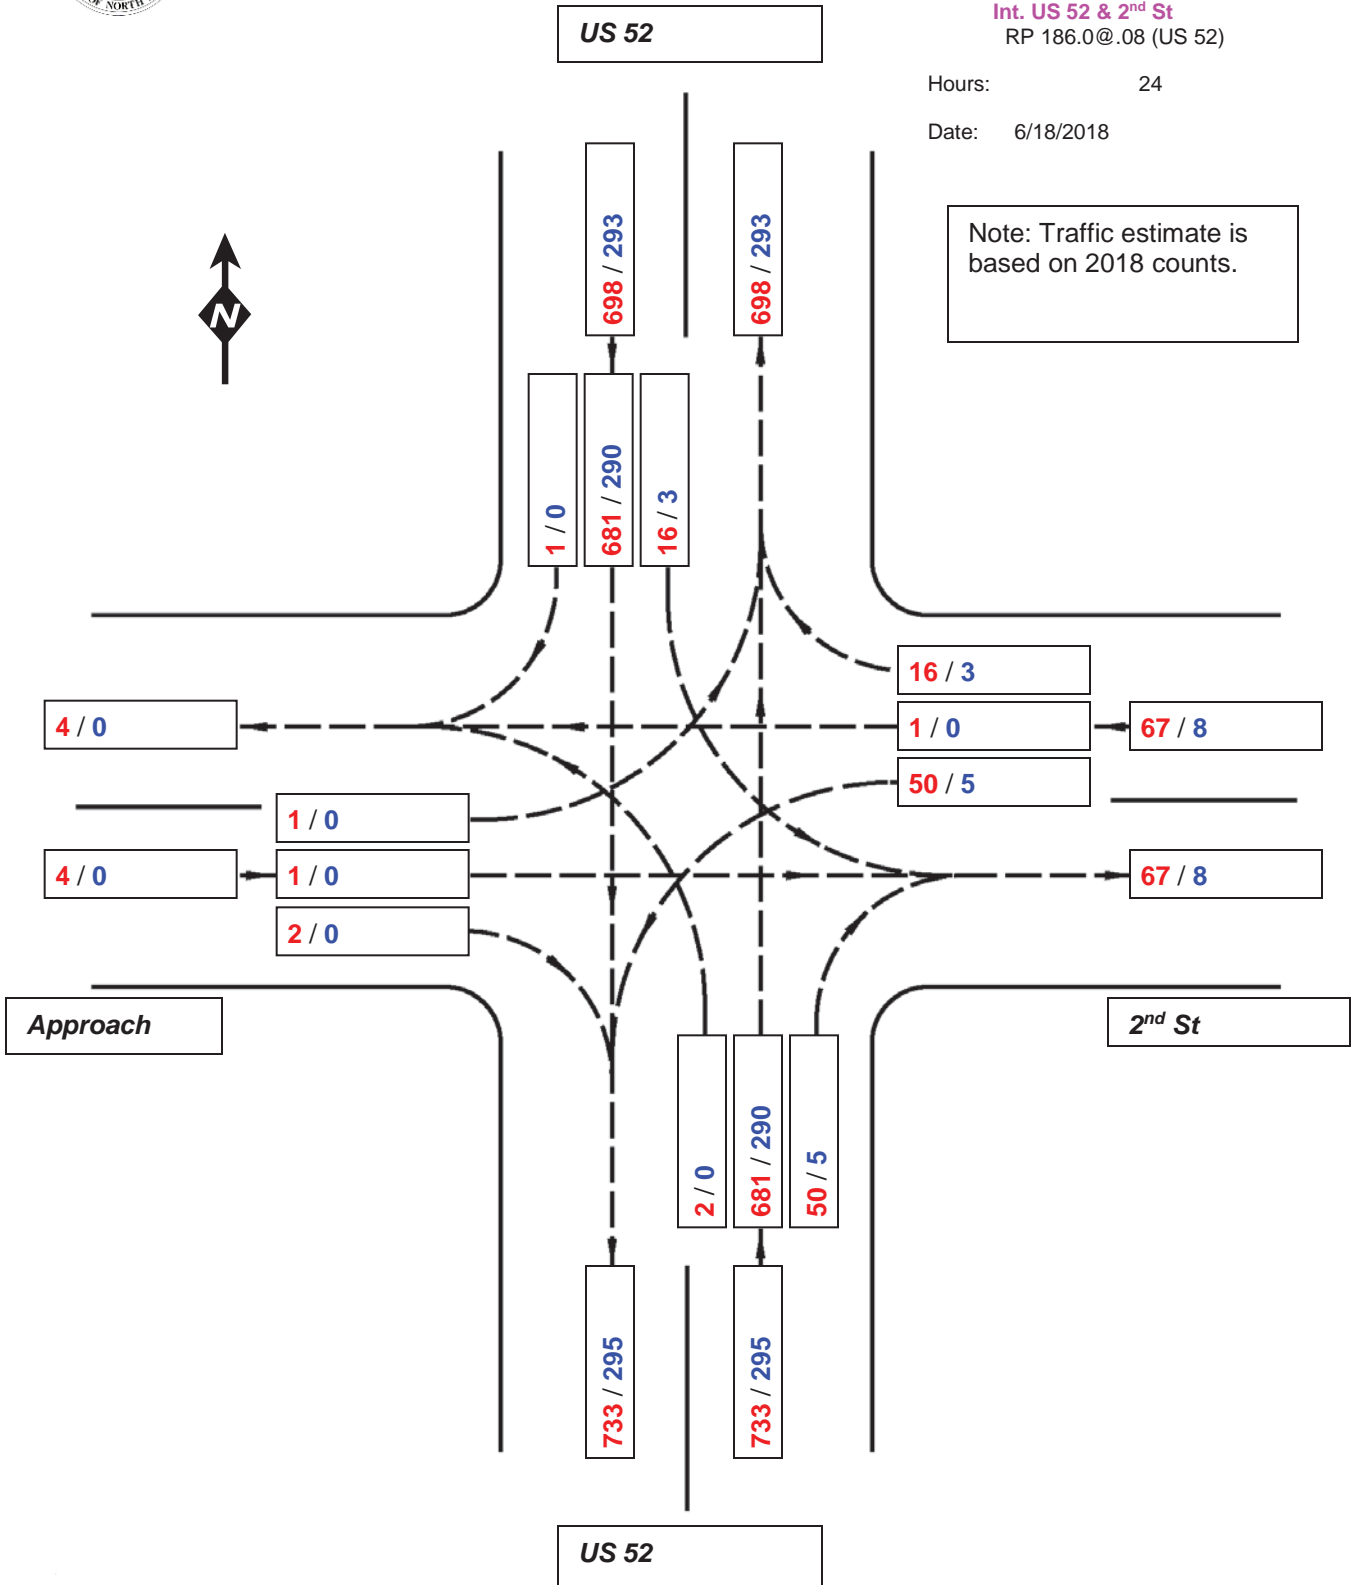 OF NORTH
US 52
Int. US 52 & 2nd St
RP 186.0@.08 (US 52)
Hours: 24
Date: 6/18/2018
Note: Traffic estimate is
based on 2018 counts.
N
698 / 293
698 / 293
1 / 0
681 / 290
16 / 3
16 / 3
4 / 0
1 / 0
67 / 8
50 / 5
1 / 0
4 / 0
1 / 0
67 / 8
2 / 0
Approach
2nd St
2 / 0
681 / 290
50 / 5
733 / 295
733 / 295
US 52